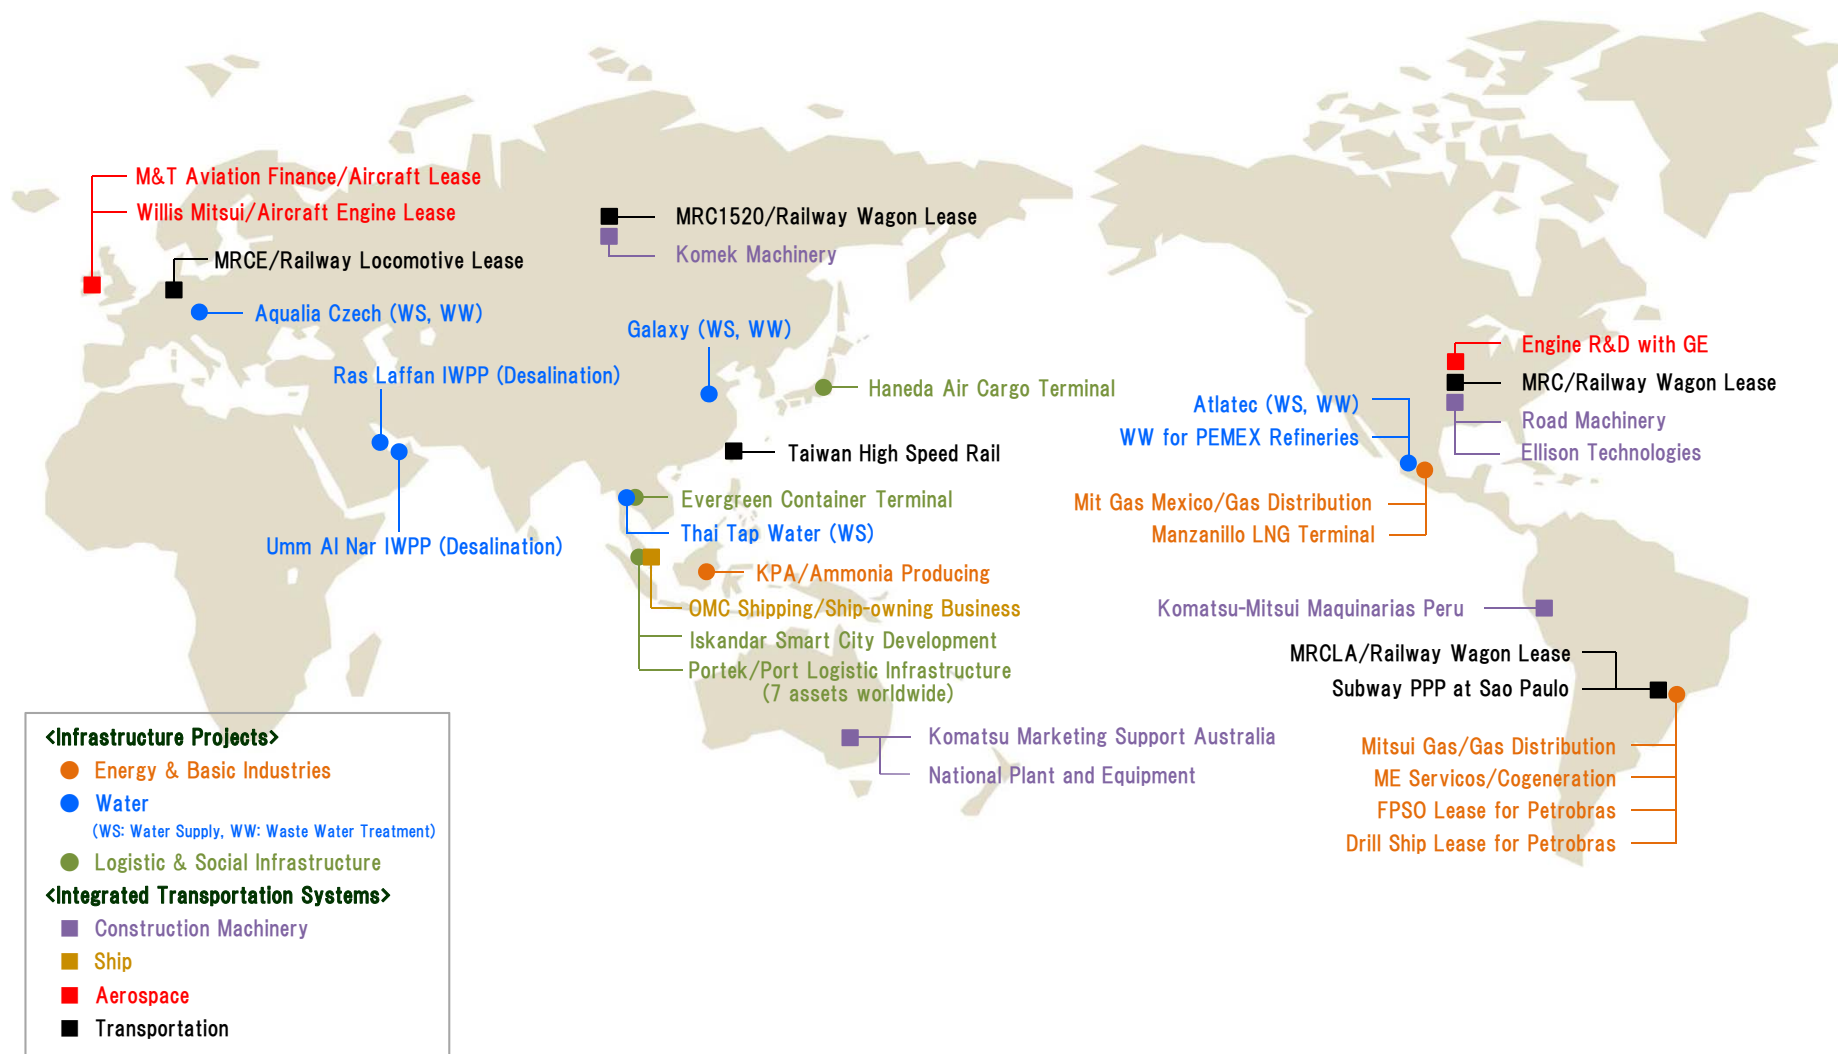 M&T Aviation Finance/Aircraft Lease
Willis Mitsui/Aircraft Engine Lease
MRCE/Railway Locomotive Lease
Aqualia Czech (WS, WW)
MRC1520/Railway Wagon Lease
Komek Machinery
Galaxy (WS, WW)
Ras Laffan IWPP (Desalination)
Haneda Air Cargo Terminal
Taiwan High Speed Rail
Evergreen Container Terminal
Thai Tap Water (WS)
Umm Al Nar IWPP (Desalination)
KPA/Ammonia Producing
OMC Shipping/Ship-owning Business
Iskandar Smart City Development
Portek/Port Logistic Infrastructure
(7 assets worldwide)
Komatsu Marketing Support Australia
National Plant and Equipment
Engine R&D with GE
MRC/Railway Wagon Lease
Road Machinery
Ellison Technologies
Atlatec (WS, WW)
WW for PEMEX Refineries
Mit Gas Mexico/Gas Distribution
Manzanillo LNG Terminal
Komatsu-Mitsui Maquinarias Peru
MRCLA/Railway Wagon Lease
Subway PPP at Sao Paulo
Mitsui Gas/Gas Distribution
ME Servicos/Cogeneration
FPSO Lease for Petrobras
Drill Ship Lease for Petrobras
<Infrastructure Projects>
Energy & Basic Industries
Water
(WS: Water Supply, WW: Waste Water Treatment)
Logistic & Social Infrastructure
<Integrated Transportation Systems>
Construction Machinery
Ship
Aerospace
Transportation